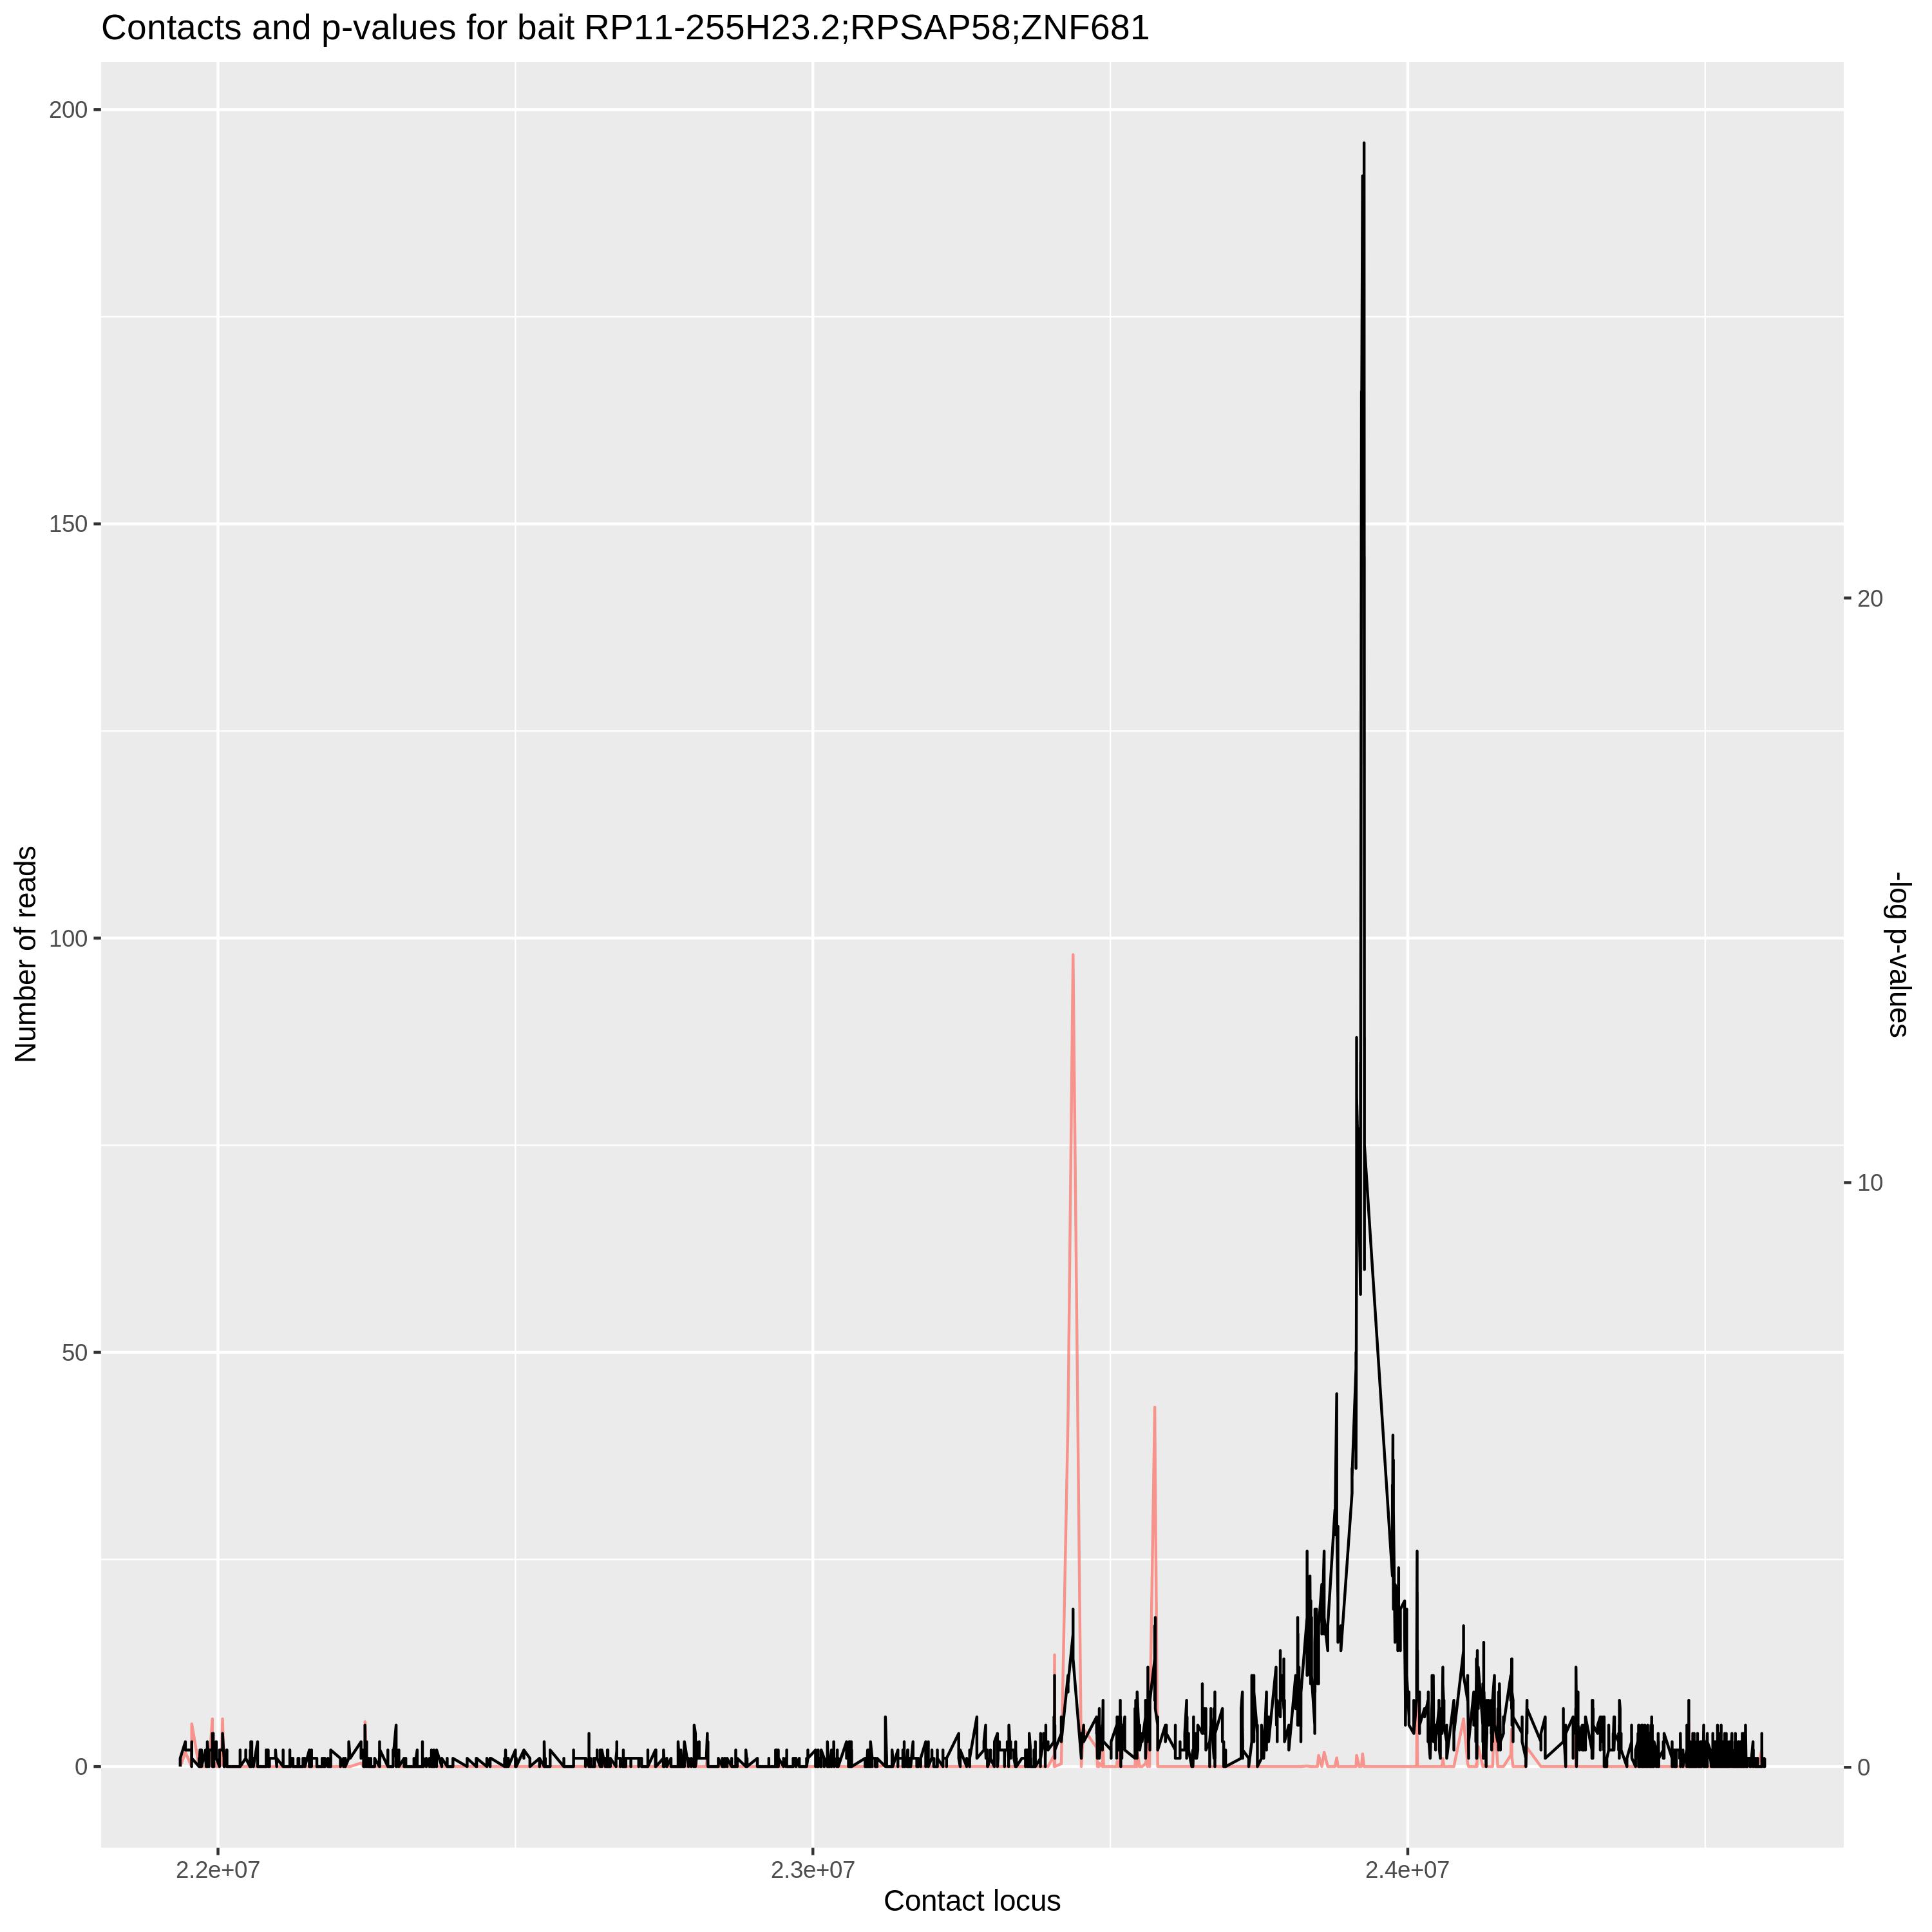 Contacts and p-values for bait RP11-255H23.2;RPSAP58;ZNF681
200
150
100
50
0
Number of reads
20
10
0
-log p-values
2.2e+07
2.3e+07
2.4e+07
Contact locus